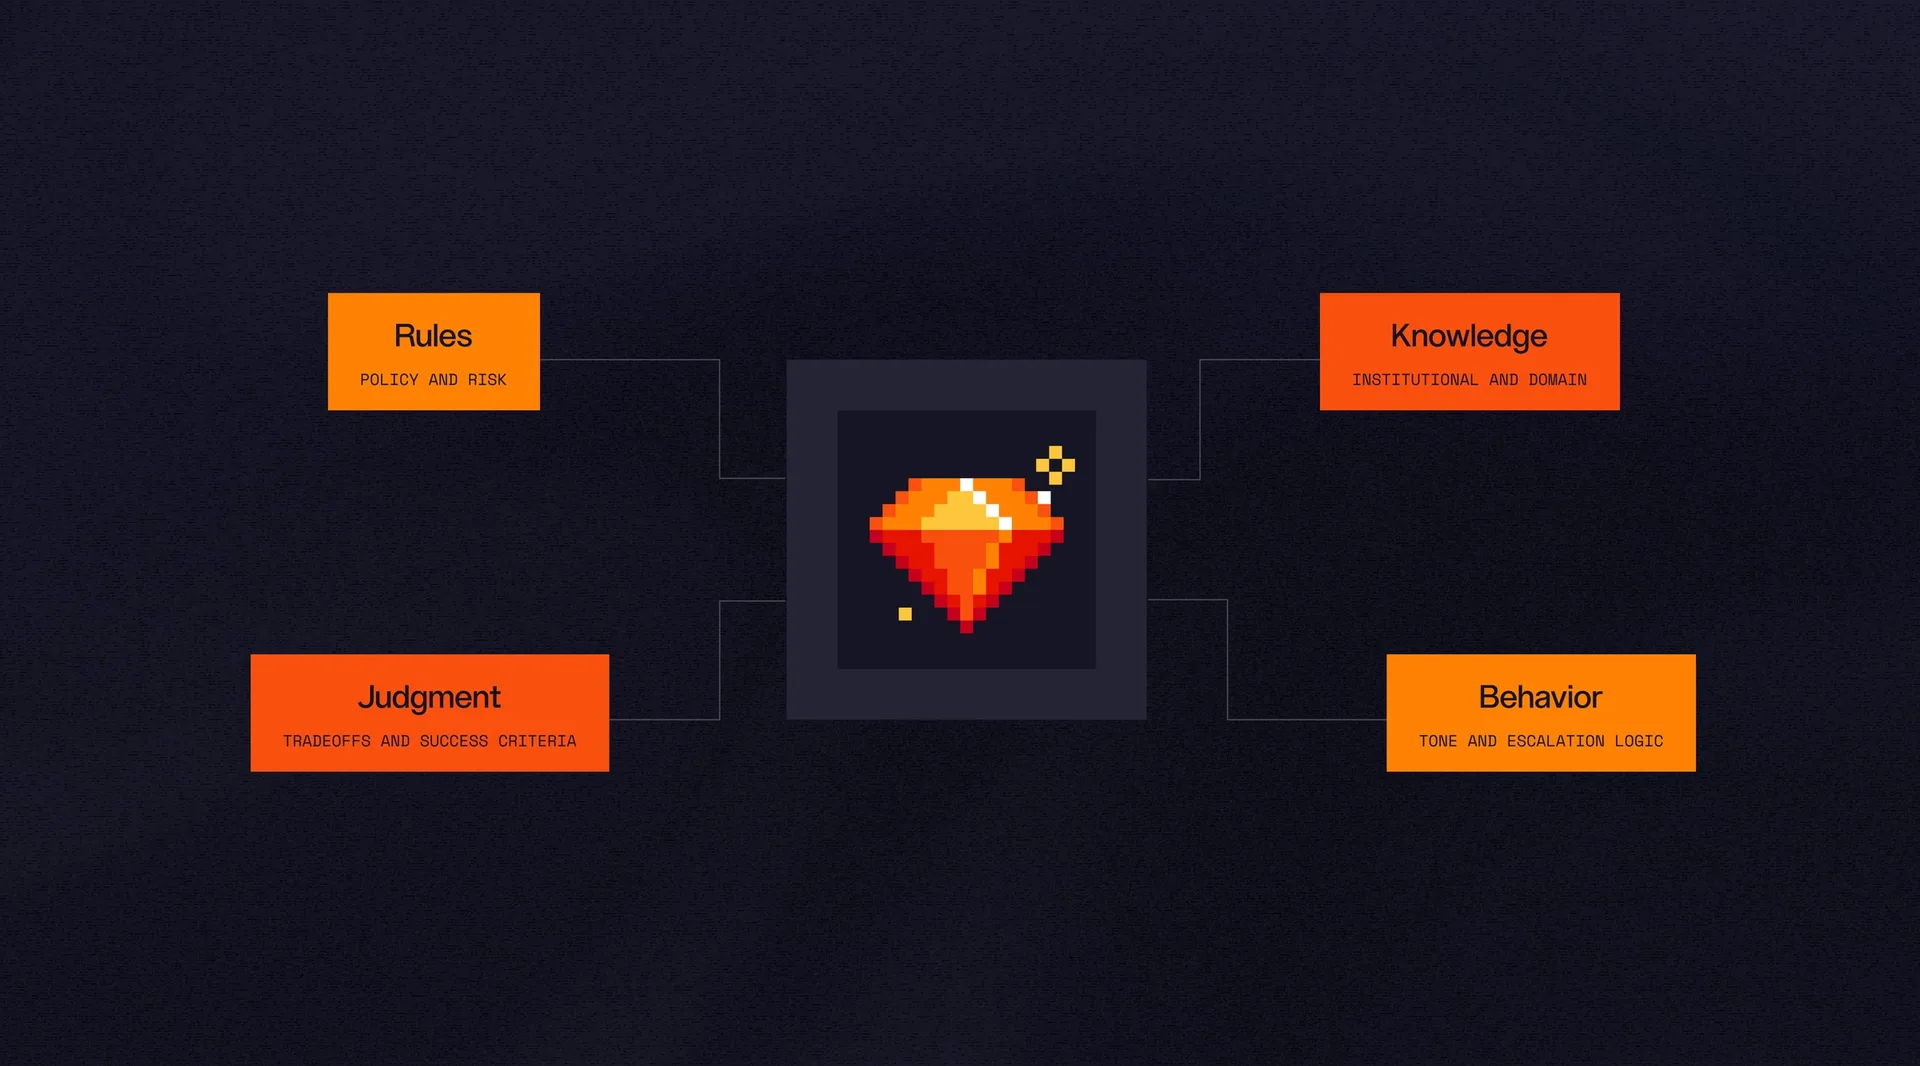 Rules
POLICY AND RISK
Knowledge
INSTITUTIONAL AND DOMAIN
Judgment
TRADEOFFS AND SUCCESS CRITERIA
Behavior
TONE AND ESCALATION LOGIC